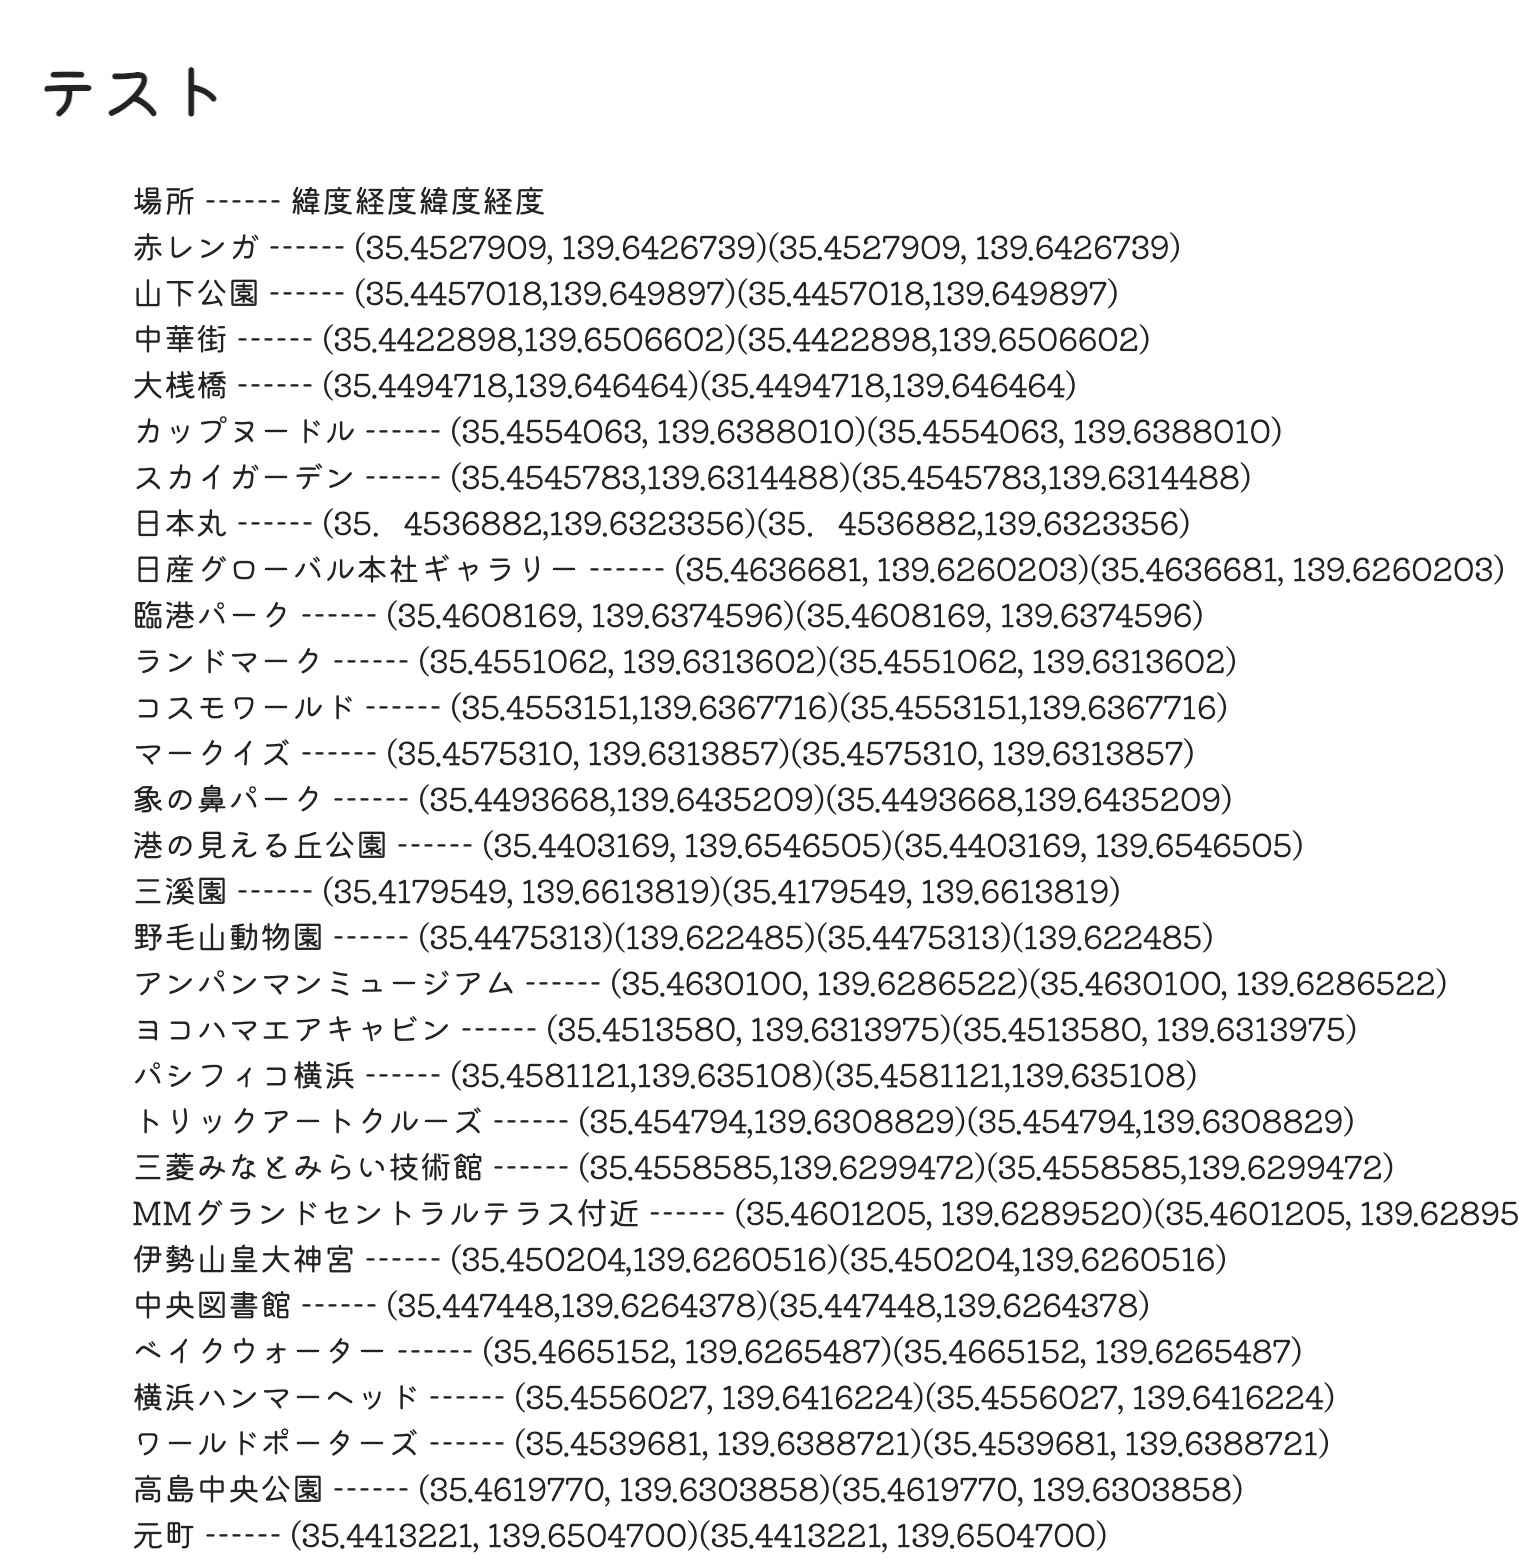 テスト
場所 ------ 緯度経度緯度経度
赤レンガ ------ (35.4527909, 139.6426739)(35.4527909, 139.6426739)
山下公園 ------ (35.4457018,139.649897)(35.4457018,139.649897)
中華街 ------ (35.4422898,139.6506602)(35.4422898,139.6506602)
大桟橋 ------ (35.4494718,139.646464)(35.4494718,139.646464)
カップヌードル ------ (35.4554063, 139.6388010)(35.4554063, 139.6388010)
スカイガーデン ------ (35.4545783,139.6314488)(35.4545783,139.6314488)
日本丸 ------ (35．4536882,139.6323356)(35．4536882,139.6323356)
日産グローバル本社ギャラリー ------ (35.4636681, 139.6260203)(35.4636681, 139.6260203)
臨港パーク ------ (35.4608169, 139.6374596)(35.4608169, 139.6374596)
ランドマーク ------ (35.4551062, 139.6313602)(35.4551062, 139.6313602)
コスモワールド ------ (35.4553151,139.6367716)(35.4553151,139.6367716)
マークイズ ------ (35.4575310, 139.6313857)(35.4575310, 139.6313857)
象の鼻パーク ------ (35.4493668,139.6435209)(35.4493668,139.6435209)
港の見える丘公園 ------ (35.4403169, 139.6546505)(35.4403169, 139.6546505)
三溪園 ------ (35.4179549, 139.6613819)(35.4179549, 139.6613819)
野毛山動物園 ------ (35.4475313)(139.622485)(35.4475313)(139.622485)
アンパンマンミュージアム ------ (35.4630100, 139.6286522)(35.4630100, 139.6286522)
ヨコハマエアキャビン ------ (35.4513580, 139.6313975)(35.4513580, 139.6313975)
パシフィコ横浜 ------ (35.4581121,139.635108)(35.4581121,139.635108)
トリックアートクルーズ ------ (35.454794,139.6308829)(35.454794,139.6308829)
三菱みなとみらい技術館 ------ (35.4558585,139.6299472)(35.4558585,139.6299472)
MMグランドセントラルテラス付近 ------ (35.4601205, 139.6289520)(35.4601205, 139.62895
伊勢山皇大神宮 ------ (35.450204,139.6260516)(35.450204,139.6260516)
中央図書館 ------ (35.447448,139.6264378)(35.447448,139.6264378)
ベイクウォーター ------ (35.4665152, 139.6265487)(35.4665152, 139.6265487)
横浜ハンマーヘッド ------ (35.4556027, 139.6416224)(35.4556027, 139.6416224)
ワールドポーターズ ------ (35.4539681, 139.6388721)(35.4539681, 139.6388721)
高島中央公園 ------ (35.4619770, 139.6303858)(35.4619770, 139.6303858)
元町 ------ (35.4413221, 139.6504700)(35.4413221, 139.6504700)